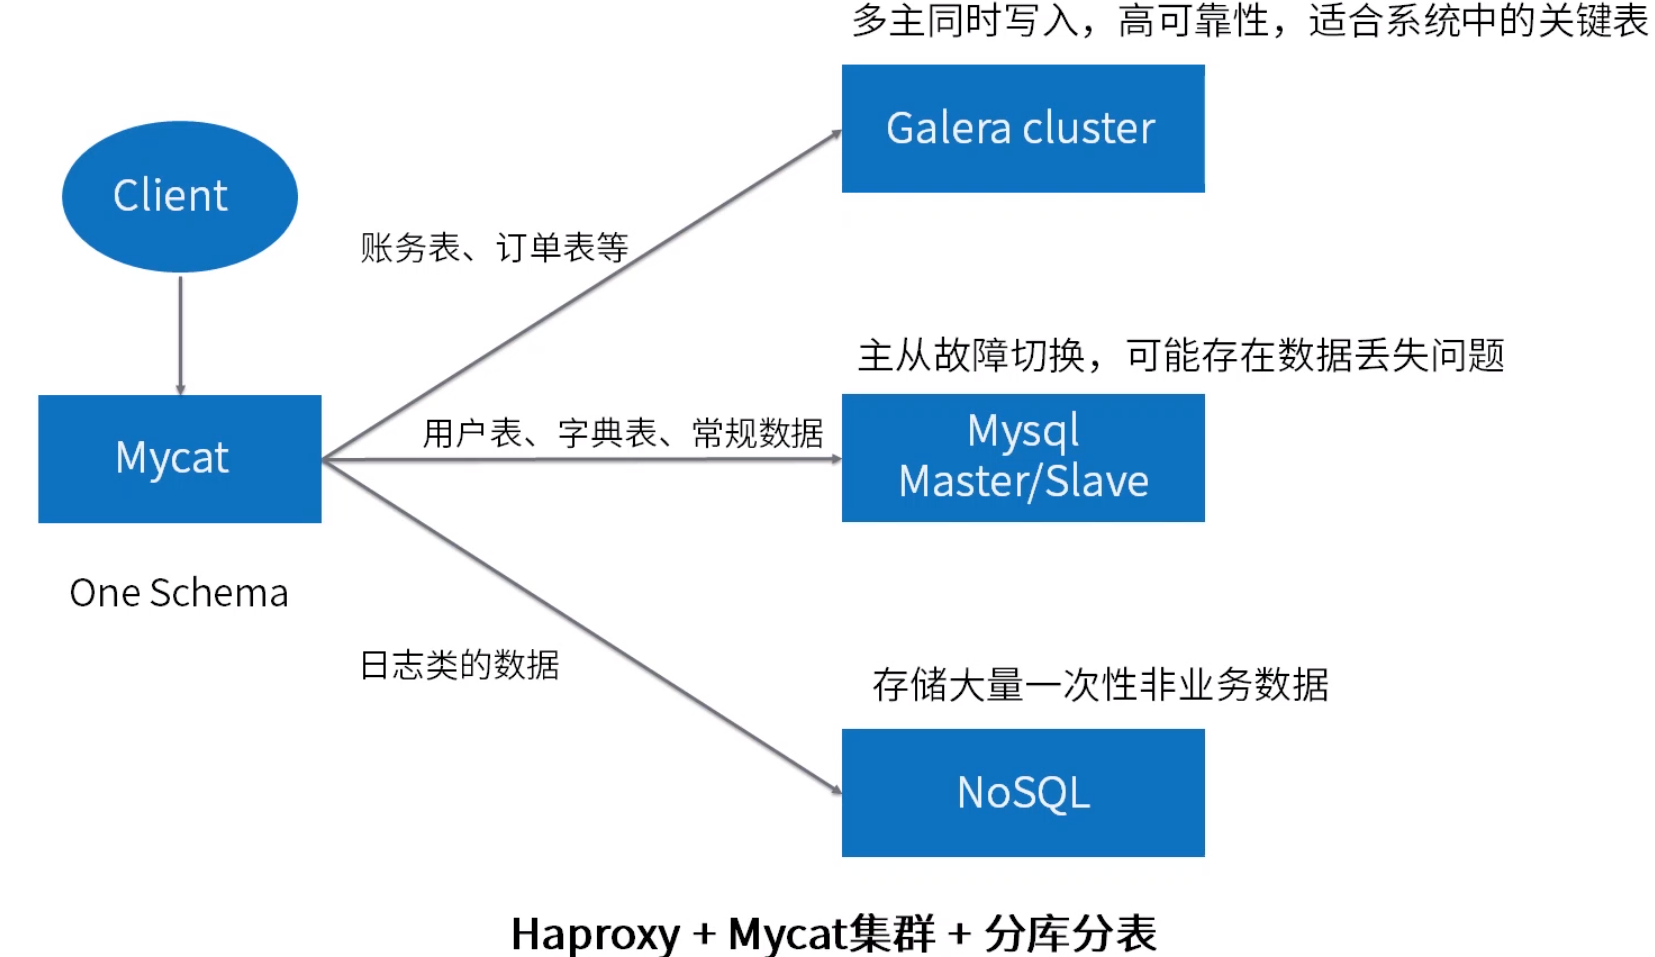 多主同时写入，高可靠性，适合系统中的关键表
Galera cluster
Client
账务表、订单表等
主从故障切换，可能存在数据丢失问题
用户表、字典表、常规数据
Mysql
Master/Slave
Mycat
One Schema
日志类的数据
存储大量一次性非业务数据
NoSQL
Haproxy + Mycat集群 + 分库分表